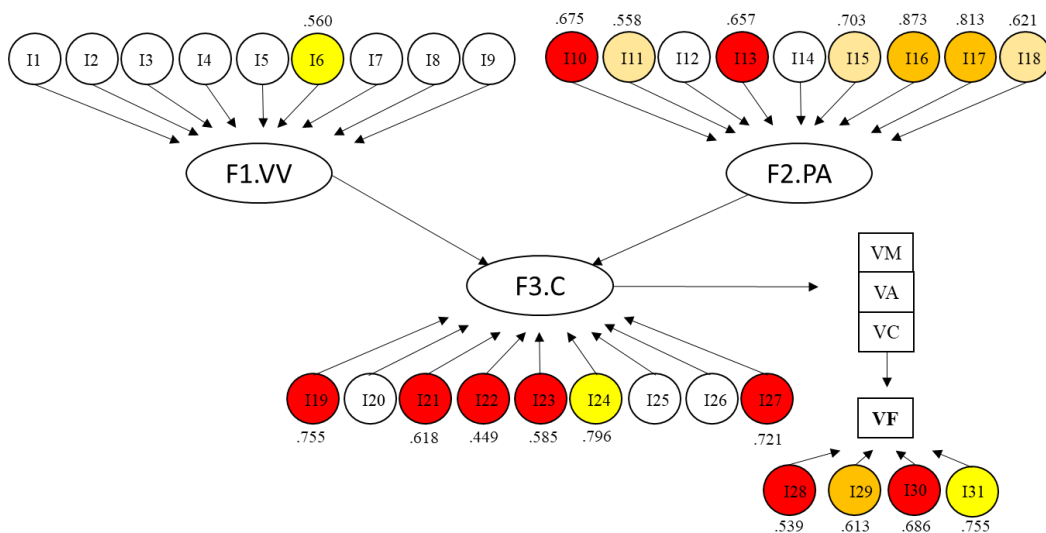 .560
.675 .558 .657 .703 .873 .813 .621
I1 I2 I3 I4 I5 I6 I7 I8 I9
I10 I11 I12 I13 I14 I15 I16 I17 I18
F1.VV
F2.PA
F3.C
VM
VA
VC
VF
I19 I20 I21 I22 I23 I24 I25 I26 I27
.755 .618 .449 .585 .796 .721
I28 I29 I30 I31
.539 .613 .686 .755